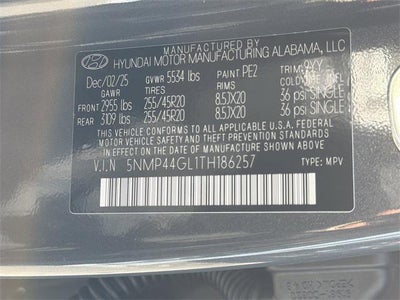 MANUFACTURED BY
HYUNDAI MOTOR MANUFACTURING ALABAMA, LLC
Dec/02/25 GVWR 5534 lbs PAINT PE2 TRIM
GAWR TIRES RIMS
FRONT 2955 lbs 255/45R20 8.5JX20 36 psi SINGLE
REAR 3109 lbs 255/45R20 8.5JX20 36 psi SINGLE
THIS VEHICLE CONFORMS TO ALL APPLICABLE U.S.A. FEDERAL
MOTOR VEHICLE SAFETY, BUMPER, AND THEFT PREVENTION STANDARDS
IN EFFECT ON THE DATE OF MANUFACTURE SHOWN ABOVE.
V.I.N 5NMP44GL1TH186257 TYPE: MPV